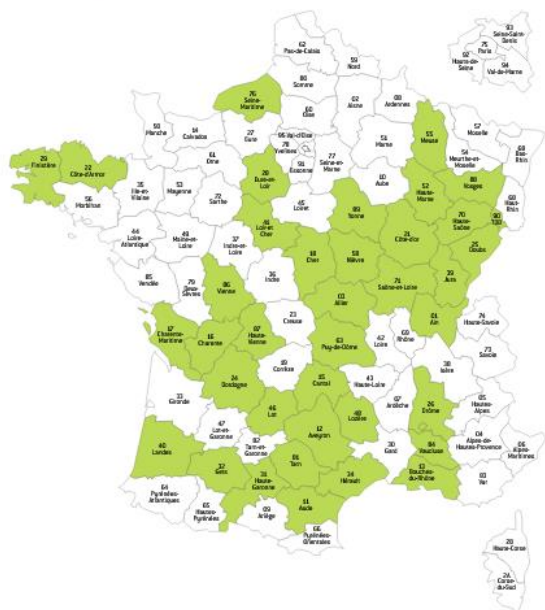 62
Pas-de-Calais
59
Nord
80
Somme
76
Seine-Maritime
02
Aisne
08
Ardennes
60
Oise
93
Seine-Saint-Denis
75
Paris
92
Hauts-de-Seine
94
Val-de-Marne
50
Manche
14
Calvados
27
Eure
95 Val-d'Oise
78
Yvelines
91
Essonne
77
Seine-et-Marne
51
Marne
55
Meuse
57
Moselle
54
Meurthe-et-Moselle
67
Bas-Rhin
61
Orne
28
Eure-et-Loir
29
Finistère
22
Côte-d'Armor
56
Morbihan
35
Ille-et-Vilaine
53
Mayenne
72
Sarthe
45
Loiret
10
Aube
52
Haute-Marne
88
Vosges
68
Haut-Rhin
89
Yonne
70
Haute-Saône
90
44
Loire-Atlantique
49
Maine-et-Loire
37
Indre-et-Loire
41
Loir-et-Cher
18
Cher
58
Nièvre
21
Côte-d'or
25
Doubs
39
Jura
85
Vendée
79
Deux-Sèvres
86
Vienne
36
Indre
03
Allier
71
Saône-et-Loire
01
Ain
74
Haute-Savoie
17
Charente-Maritime
16
Charente
87
Haute-Vienne
23
Creuse
63
Puy-de-Dôme
42
Loire
69
Rhône
73
Savoie
38
Isère
24
Dordogne
19
Corrèze
15
Cantal
43
Haute-Loire
33
Gironde
46
Lot
48
Lozère
07
Ardèche
26
Drôme
05
Hautes-Alpes
47
Lot-et-Garonne
82
Tarn-et-Garonne
12
Aveyron
30
Gard
84
Vaucluse
04
Alpes-de-Haute-Provence
06
Alpes-Maritimes
40
Landes
32
Gers
31
Haute-Garonne
81
Tarn
34
Hérault
13
Bouches-du-Rhône
83
Var
64
Pyrénées-Atlantiques
65
Hautes-Pyrénées
09
Ariège
11
Aude
66
Pyrénées-Orientales
2B
Haute-Corse
2A
Corse-du-Sud